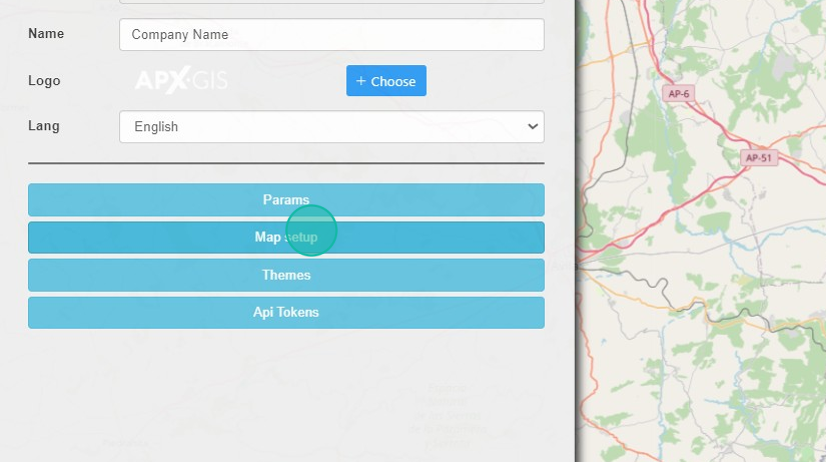 Name
Company Name
Logo
APX·GIS
+ Choose
Lang
English
Params
Map setup
Themes
Api Tokens
AP-6
AP-51